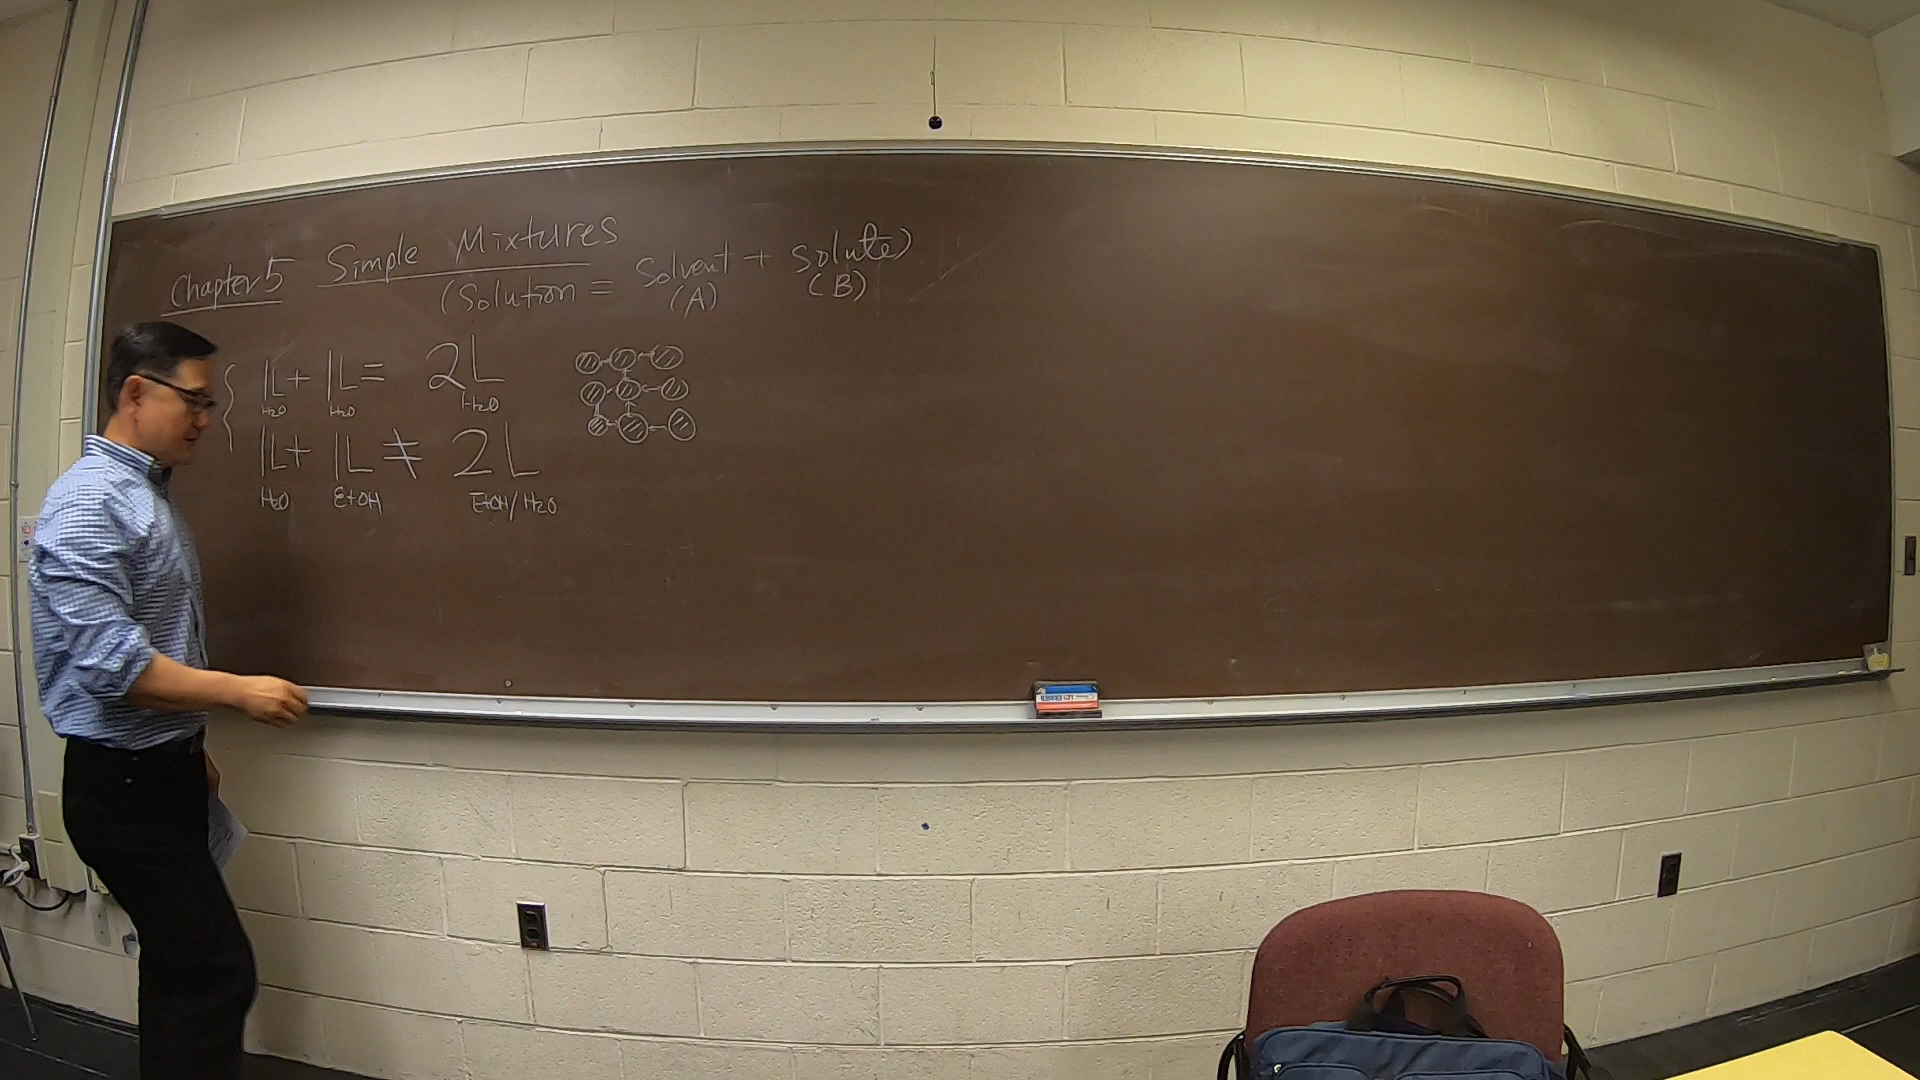 Chapter 5 Simple Mixtures
(Solution = Solvent + Solute)
(A) (B)
1L + 1L = 2L
H2O H2O H2O
1L + 1L ≠ 2L
H2O EtOH EtOH/H2O